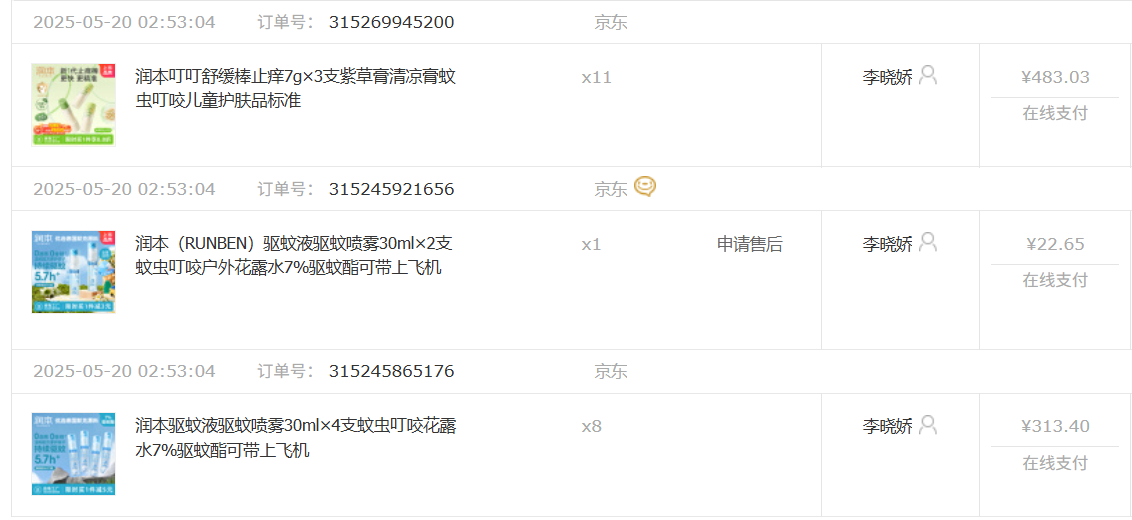 2025-05-20 02:53:04 订单号： 315269945200 京东
润本叮叮舒缓棒止痒7g×3支紫草膏清凉膏蚊 x11 李晓娇 ¥483.03
虫叮咬儿童护肤品标准 在线支付
2025-05-20 02:53:04 订单号： 315245921656 京东
润本（RUNBEN）驱蚊液驱蚊喷雾30ml×2支 x1 申请售后 李晓娇 ¥22.65
蚊虫叮咬户外花露水7%驱蚊酯可带上飞机 在线支付
5.7h
2025-05-20 02:53:04 订单号： 315245865176 京东
润本驱蚊液驱蚊喷雾30ml×4支蚊虫叮咬花露 x8 李晓娇 ¥313.40
水7%驱蚊酯可带上飞机 在线支付
5.7h